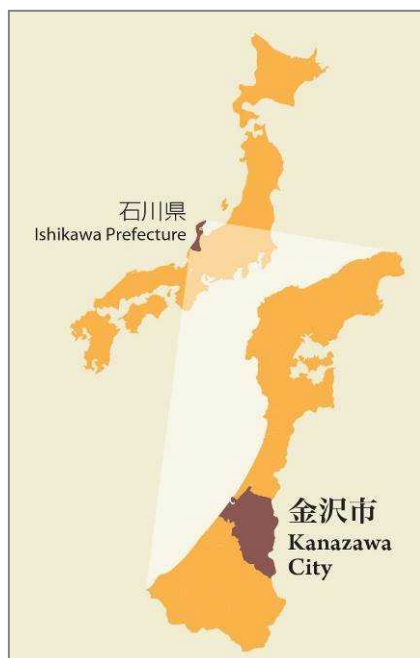 石川県
Ishikawa Prefecture
金沢市
Kanazawa
City